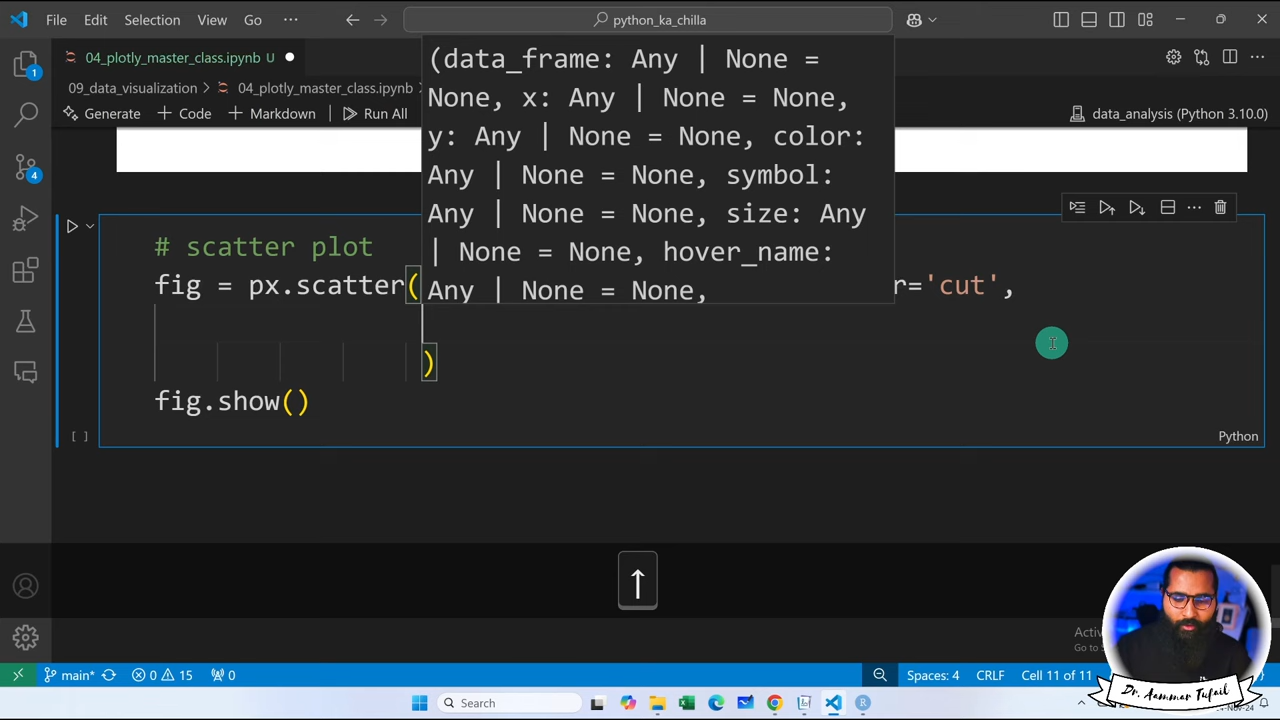 File Edit Selection View Go ··· python_ka_chilla
04_plotly_master_class.ipynb U
09_data_visualization > 04_plotly_master_class.ipynb
Generate + Code + Markdown Run All data_analysis (Python 3.10.0)
(data_frame: Any | None =
None, x: Any | None = None,
y: Any | None = None, color:
Any | None = None, symbol:
Any | None = None, size: Any
| None = None, hover_name:
Any | None = None,
# scatter plot
fig = px.scatter( r='cut',
)
fig.show()
[ ] Python
↑
1
4
Dr. Aammar Tufail
main* 0 15 0 Spaces: 4 CRLF Cell 11 of 11
Search